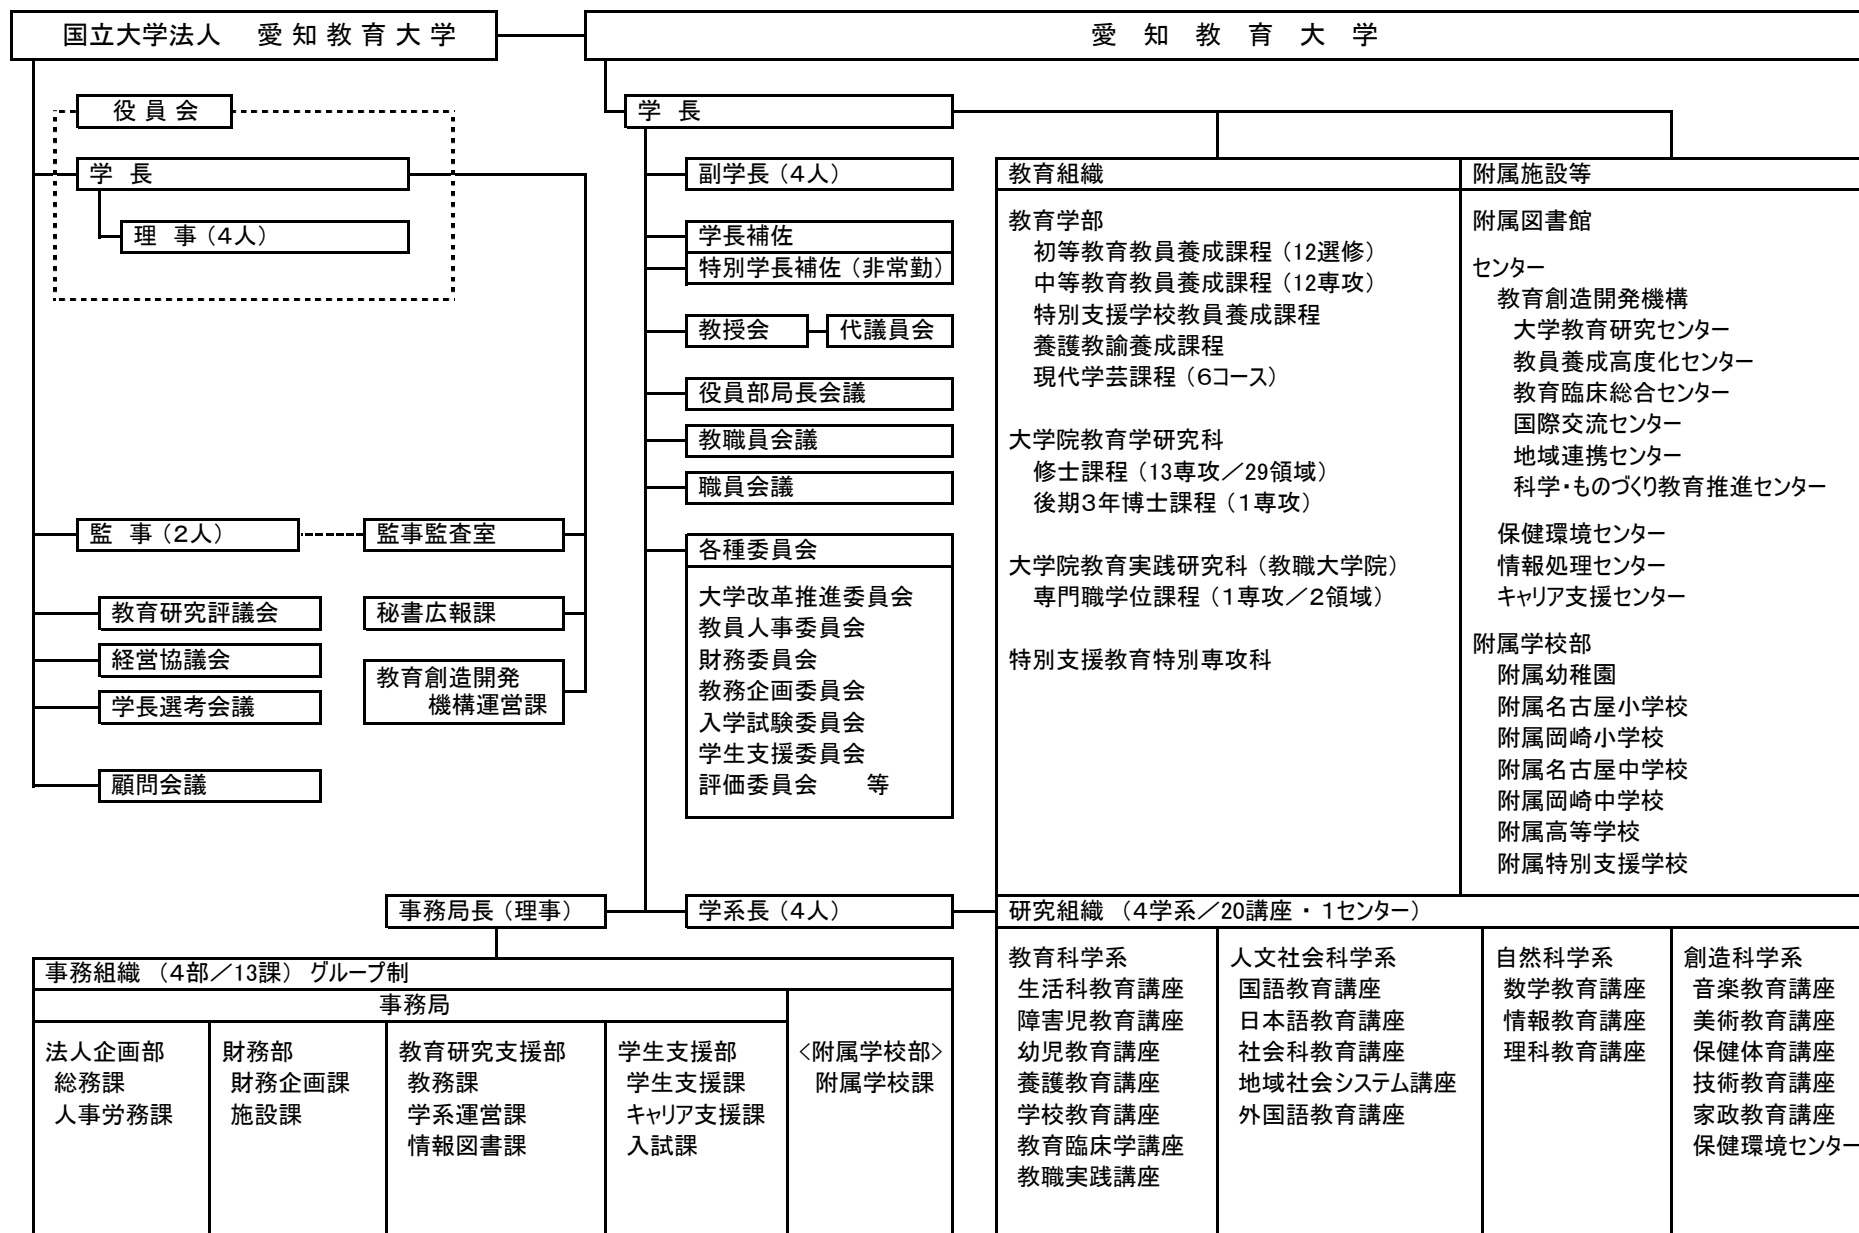 国立大学法人　愛知教育大学
役員会
学　長
理　事（4人）
監　事（2人）
監事監査室
教育研究評議会
秘書広報課
経営協議会
教育創造開発
機構運営課
学長選考会議
顧問会議
愛　知　教　育　大　学
学　長
副学長（4人）
学長補佐
特別学長補佐（非常勤）
教授会
代議員会
役員部局長会議
教職員会議
職員会議
各種委員会
大学改革推進委員会
教員人事委員会
財務委員会
教務企画委員会
入学試験委員会
学生支援委員会
評価委員会　　等
教育組織
教育学部
初等教育教員養成課程（12選修）
中等教育教員養成課程（12専攻）
特別支援学校教員養成課程
養護教諭養成課程
現代学芸課程（6コース）
大学院教育学研究科
修士課程（13専攻／29領域）
後期3年博士課程（1専攻）
大学院教育実践研究科（教職大学院）
専門職学位課程（1専攻／2領域）
特別支援教育特別専攻科
附属施設等
附属図書館
センター
教育創造開発機構
大学教育研究センター
教員養成高度化センター
教育臨床総合センター
国際交流センター
地域連携センター
科学・ものづくり教育推進センター
保健環境センター
情報処理センター
キャリア支援センター
附属学校部
附属幼稚園
附属名古屋小学校
附属岡崎小学校
附属名古屋中学校
附属岡崎中学校
附属高等学校
附属特別支援学校
事務局長（理事）
学系長（4人）
事務組織　（4部／13課）　グループ制
事務局
法人企画部
総務課
人事労務課
財務部
財務企画課
施設課
教育研究支援部
教務課
学系運営課
情報図書課
学生支援部
学生支援課
キャリア支援課
入試課
<附属学校部>
附属学校課
研究組織　（4学系／20講座・1センター）
教育科学系
生活科教育講座
障害児教育講座
幼児教育講座
養護教育講座
学校教育講座
教育臨床学講座
教職実践講座
人文社会科学系
国語教育講座
日本語教育講座
社会科教育講座
地域社会システム講座
外国語教育講座
自然科学系
数学教育講座
情報教育講座
理科教育講座
創造科学系
音楽教育講座
美術教育講座
保健体育講座
技術教育講座
家政教育講座
保健環境センター